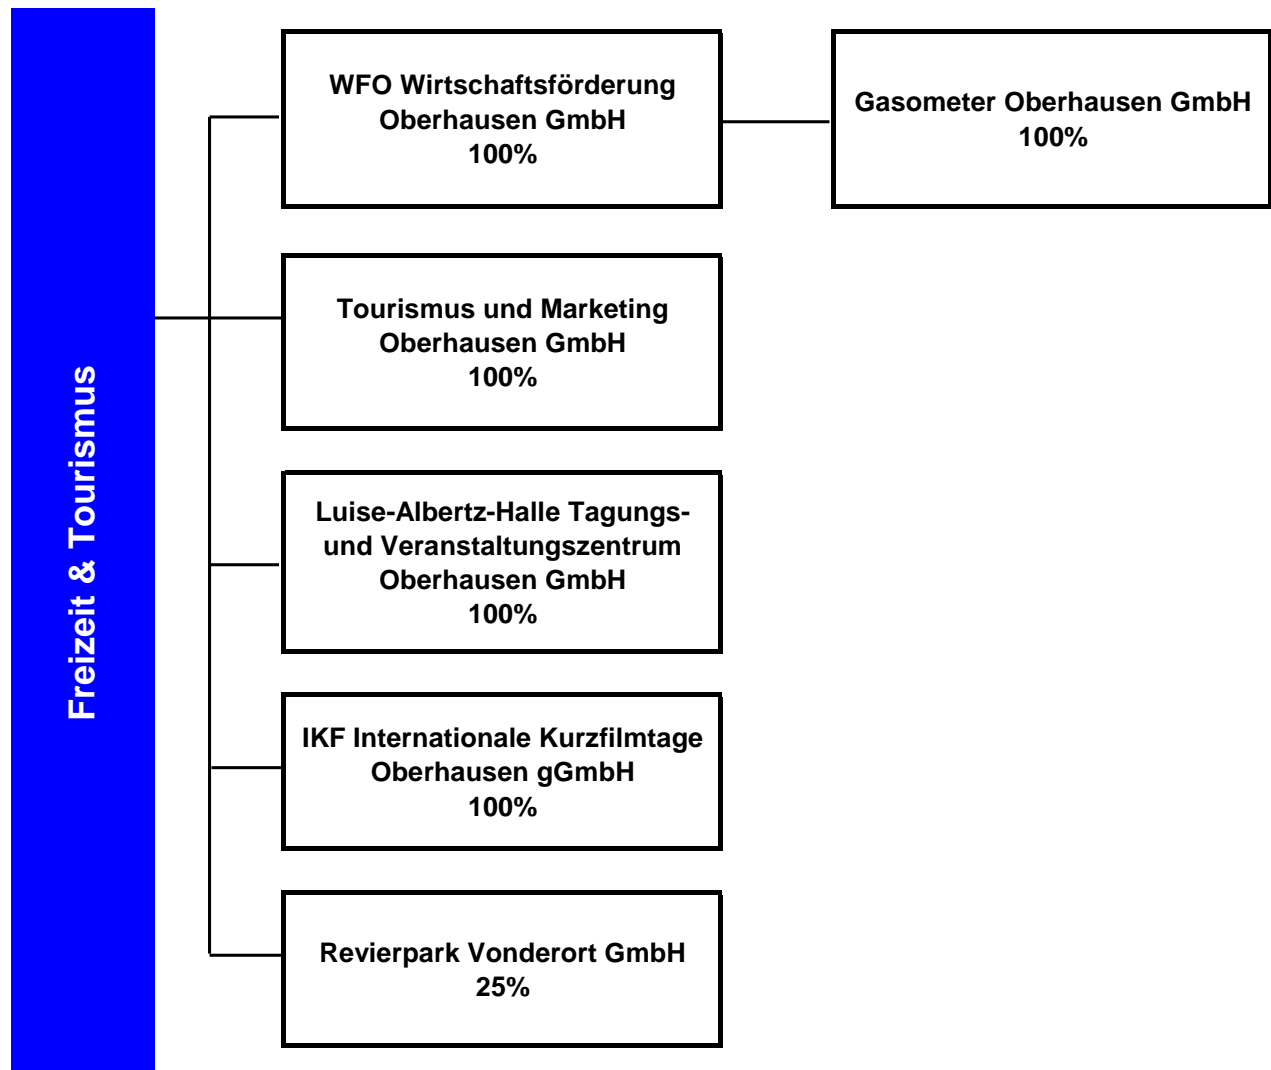 Freizeit & Tourismus
WFO Wirtschaftsförderung
Oberhausen GmbH
100%
Gasometer Oberhausen GmbH
100%
Tourismus und Marketing
Oberhausen GmbH
100%
Luise-Albertz-Halle Tagungs-
und Veranstaltungszentrum
Oberhausen GmbH
100%
IKF Internationale Kurzfilmtage
Oberhausen gGmbH
100%
Revierpark Vonderort GmbH
25%